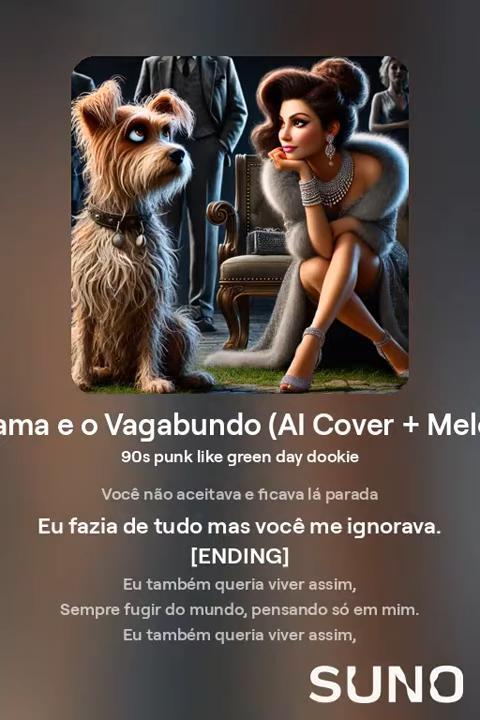 ama e o Vagabundo (AI Cover + Mel
90s punk like green day dookie
Você não aceitava e ficava lá parada
Eu fazia de tudo mas você me ignorava.
[ENDING]
Eu também queria viver assim,
Sempre fugir do mundo, pensando só em mim.
Eu também queria viver assim,
SUNO